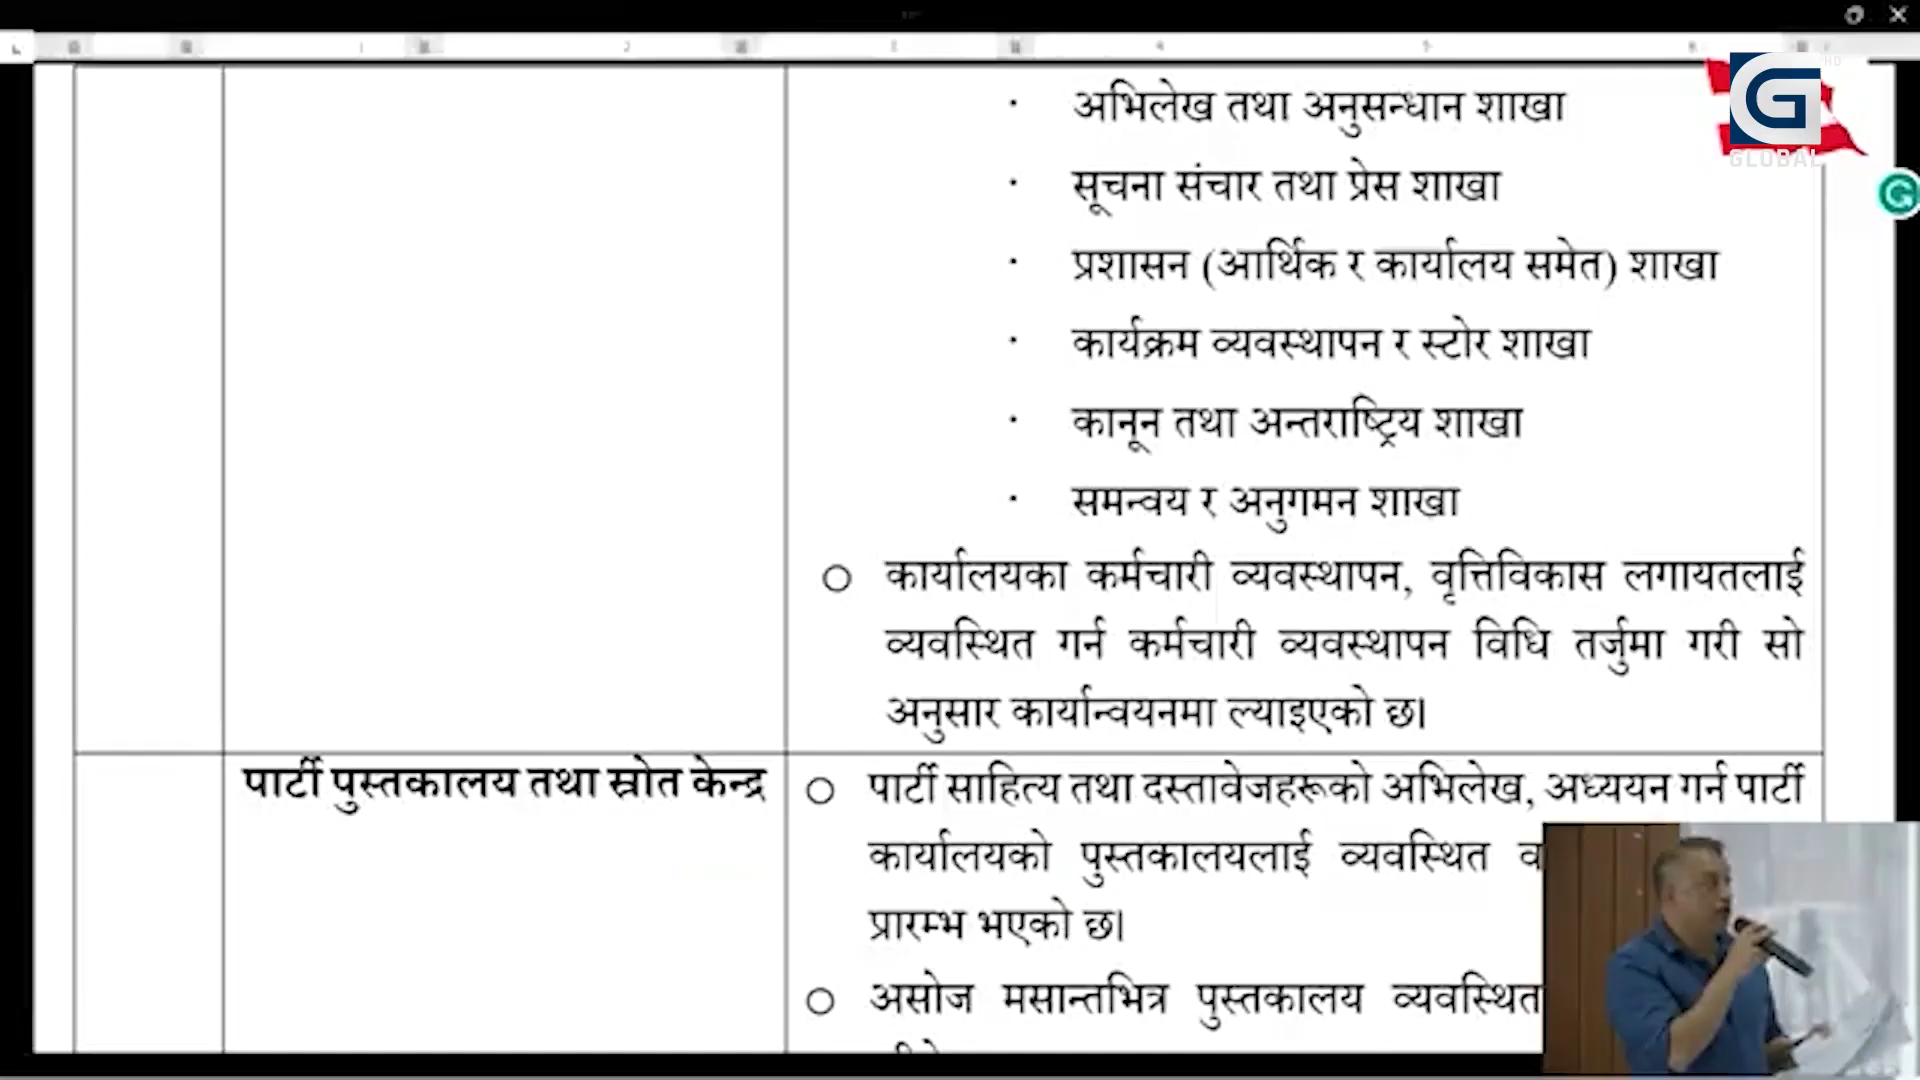 · अभिलेख तथा अनुसन्धान शाखा
· सूचना संचार तथा प्रेस शाखा
· प्रशासन (आर्थिक र कार्यालय समेत) शाखा
· कार्यक्रम व्यवस्थापन र स्टोर शाखा
· कानून तथा अन्तराष्ट्रिय शाखा
· समन्वय र अनुगमन शाखा
○ कार्यालयका कर्मचारी व्यवस्थापन, वृत्तिविकास लगायतलाई
व्यवस्थित गर्न कर्मचारी व्यवस्थापन विधि तर्जुमा गरी सो
अनुसार कार्यान्वयनमा ल्याइएको छ।
पार्टी पुस्तकालय तथा स्रोत केन्द्र
○ पार्टी साहित्य तथा दस्तावेजहरूको अभिलेख, अध्ययन गर्न पार्टी
कार्यालयको पुस्तकालयलाई व्यवस्थित
प्रारम्भ भएको छ।
○ असोज मसान्तभित्र पुस्तकालय व्यवस्थित
G
HD
GLOBAL